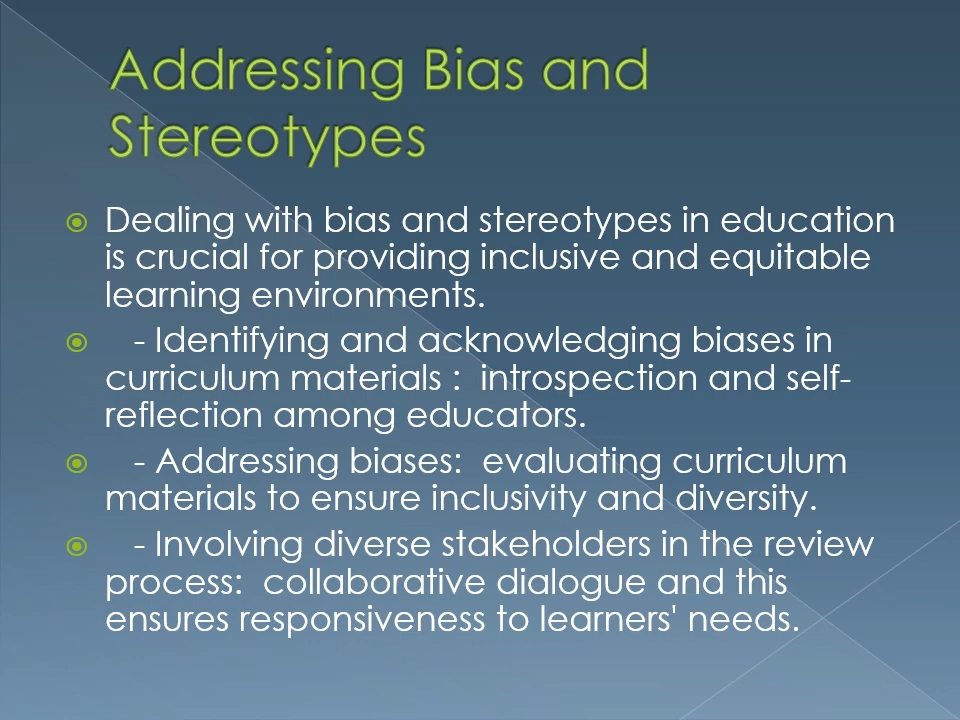 Addressing Bias and
Stereotypes
Dealing with bias and stereotypes in education
is crucial for providing inclusive and equitable
learning environments.
- Identifying and acknowledging biases in
curriculum materials :  introspection and self-
reflection among educators.
- Addressing biases:  evaluating curriculum
materials to ensure inclusivity and diversity.
- Involving diverse stakeholders in the review
process:  collaborative dialogue and this
ensures responsiveness to learners' needs.